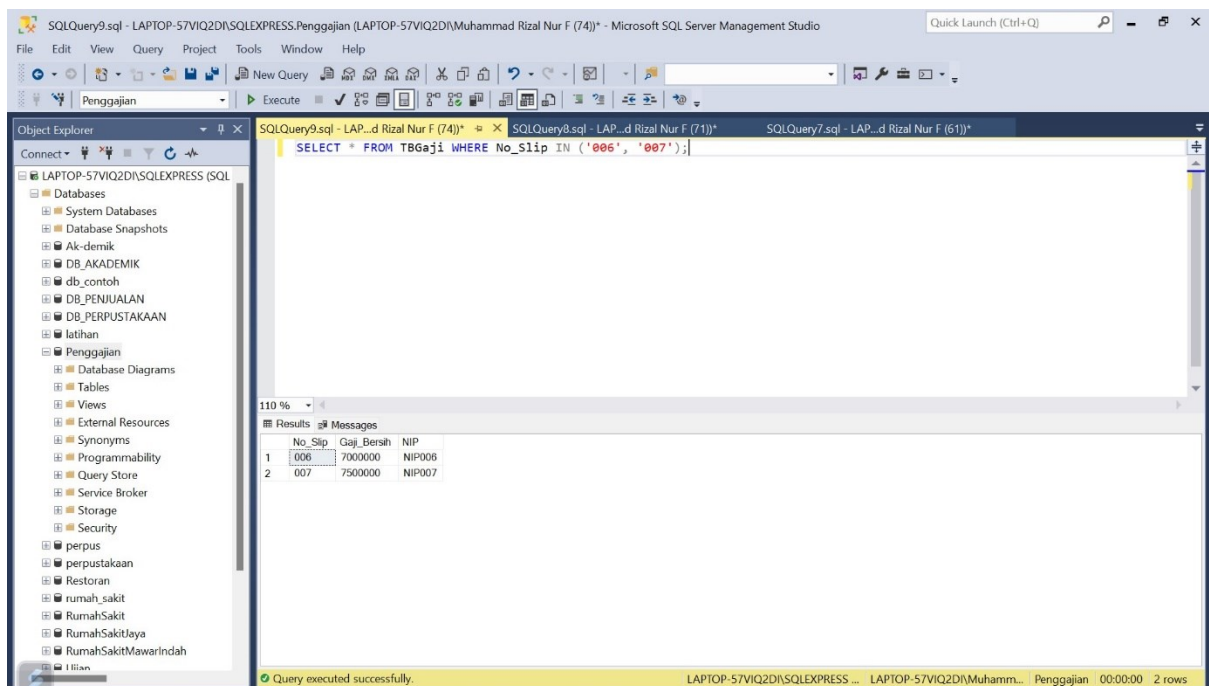 SQLQuery9.sql - LAPTOP-57VIQ2DI\SQLEXPRESS.Penggajian (LAPTOP-57VIQ2DI\Muhammad Rizal Nur F (74))* - Microsoft SQL Server Management Studio
Quick Launch (Ctrl+Q)
File Edit View Query Project Tools Window Help
New Query
Penggajian
Execute
Object Explorer
SQLQuery9.sql - LAP...d Rizal Nur F (74))*
SQLQuery8.sql - LAP...d Rizal Nur F (71))*
SQLQuery7.sql - LAP...d Rizal Nur F (61))*
Connect
LAPTOP-57VIQ2DI\SQLEXPRESS (SQL
Databases
System Databases
Database Snapshots
Ak-demik
DB_AKADEMIK
db_contoh
DB_PENJUALAN
DB_PERPUSTAKAAN
latihan
Penggajian
Database Diagrams
Tables
Views
External Resources
Synonyms
Programmability
Query Store
Service Broker
Storage
Security
perpus
perpustakaan
Restoran
rumah_sakit
RumahSakit
RumahSakitJaya
RumahSakitMawarIndah
SELECT * FROM TBGaji WHERE No_Slip IN ('006', '007');
110 %
Results Messages
No_Slip Gaji_Bersih NIP
1 006 7000000 NIP006
2 007 7500000 NIP007
Query executed successfully.
LAPTOP-57VIQ2DI\SQLEXPRESS ... LAPTOP-57VIQ2DI\Muhamm... Penggajian 00:00:00 2 rows